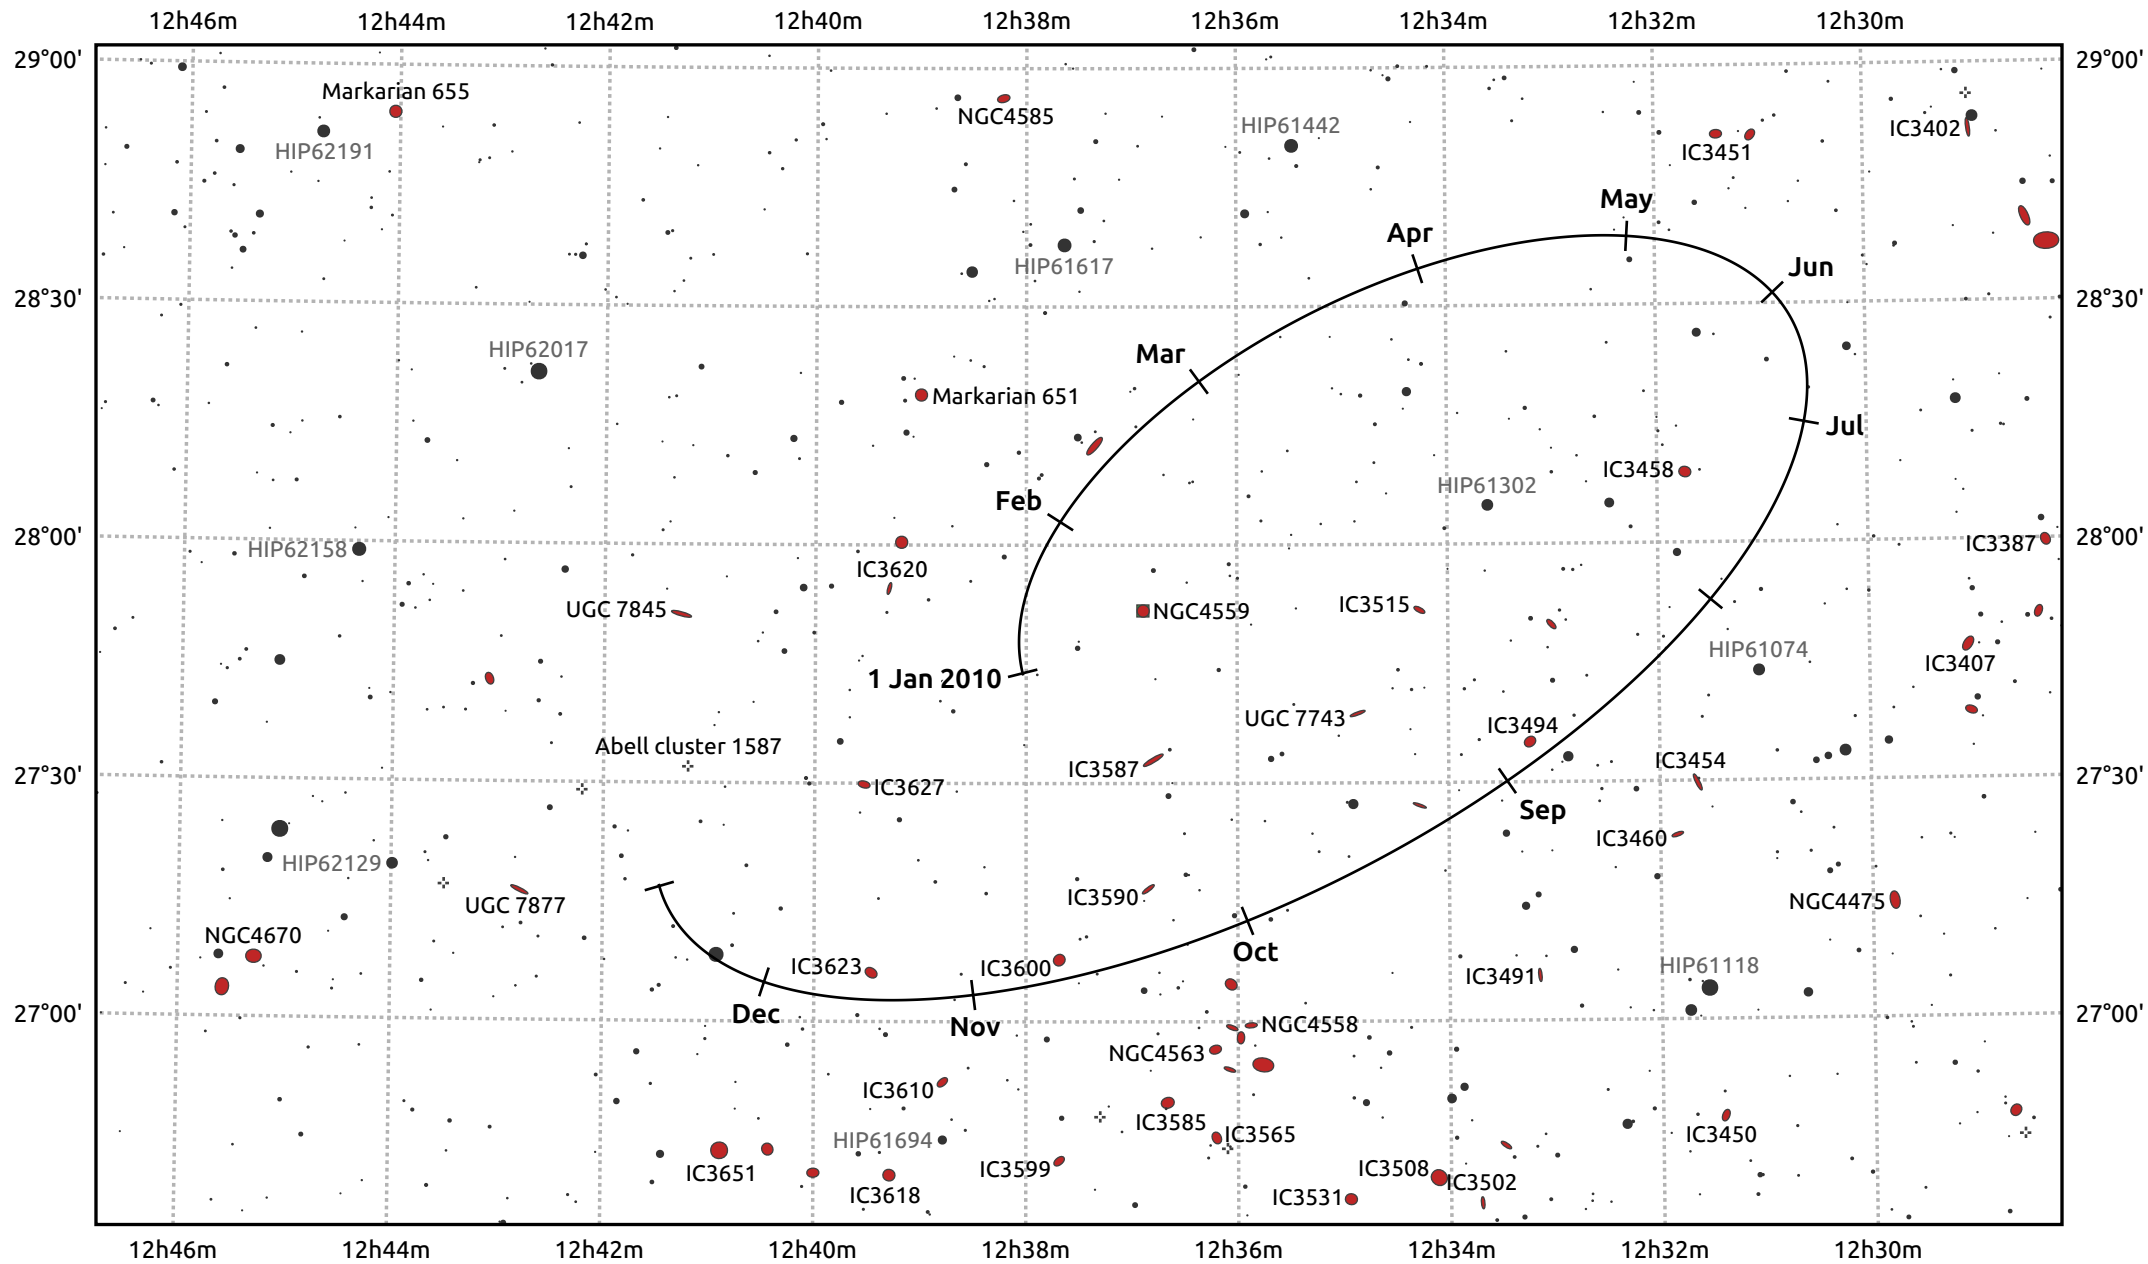 12h46m 12h44m 12h42m 12h40m 12h38m 12h36m 12h34m 12h32m 12h30m
29°00' 29°00'
Markarian 655
NGC4585
HIP61442
IC3402
HIP62191
IC3451
May
Apr
HIP61617
Jun
28°30' 28°30'
HIP62017
Mar
Markarian 651
Jul
IC3458
HIP61302
Feb
28°00' 28°00'
HIP62158
IC3387
IC3620
UGC 7845
NGC4559
IC3515
HIP61074
IC3407
1 Jan 2010
UGC 7743
IC3494
Abell cluster 1587
IC3454
IC3587
27°30' 27°30'
IC3627
Sep
IC3460
HIP62129
IC3590
NGC4475
UGC 7877
NGC4670
Oct
IC3623
IC3600
HIP61118
IC3491
27°00' 27°00'
Dec
Nov
NGC4558
NGC4563
IC3610
IC3585
IC3565
IC3450
HIP61694
IC3599
IC3508
IC3651
IC3502
IC3618
IC3531
12h46m 12h44m 12h42m 12h40m 12h38m 12h36m 12h34m 12h32m 12h30m